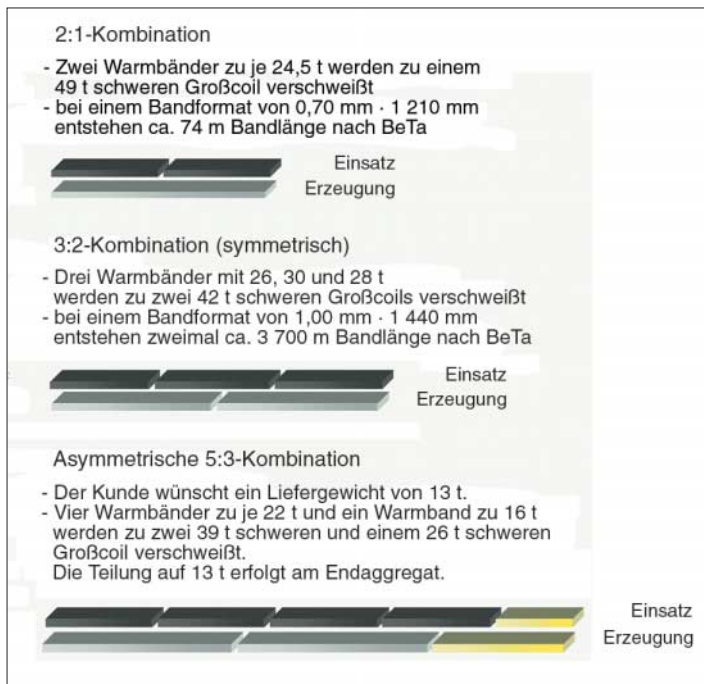 2:1-Kombination
- Zwei Warmbänder zu je 24,5 t werden zu einem
49 t schweren Großcoil verschweißt
- bei einem Bandformat von 0,70 mm · 1 210 mm
entstehen ca. 74 m Bandlänge nach BeTa
Einsatz
Erzeugung
3:2-Kombination (symmetrisch)
- Drei Warmbänder mit 26, 30 und 28 t
werden zu zwei 42 t schweren Großcoils verschweißt
- bei einem Bandformat von 1,00 mm · 1 440 mm
entstehen zweimal ca. 3 700 m Bandlänge nach BeTa
Einsatz
Erzeugung
Asymmetrische 5:3-Kombination
- Der Kunde wünscht ein Liefergewicht von 13 t.
- Vier Warmbänder zu je 22 t und ein Warmband zu 16 t
werden zu zwei 39 t schweren und einem 26 t schweren
Großcoil verschweißt.
Die Teilung auf 13 t erfolgt am Endaggregat.
Einsatz
Erzeugung